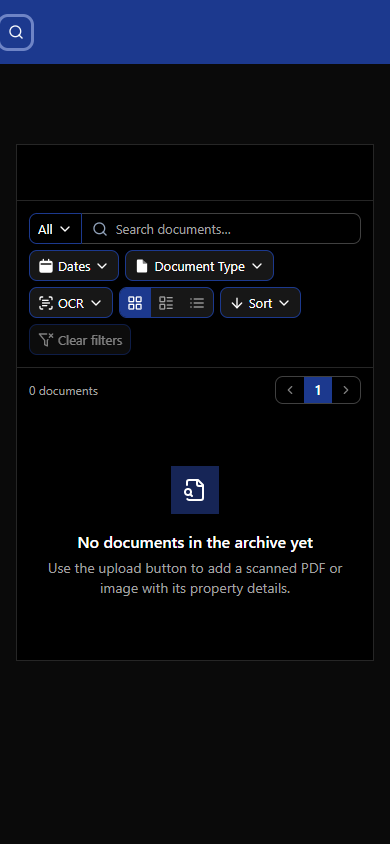 All Search documents...
Dates Document Type
OCR Sort
Clear filters
0 documents 1
No documents in the archive yet
Use the upload button to add a scanned PDF or
image with its property details.